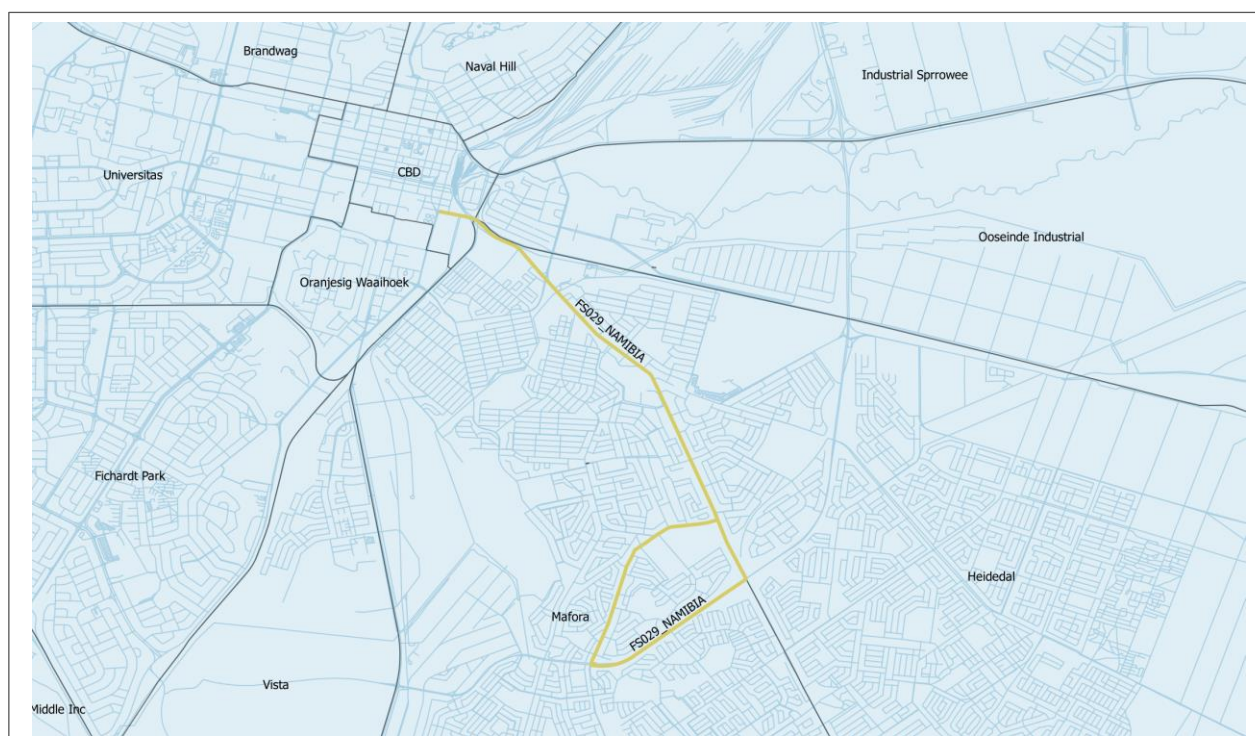 Brandwag
Naval Hill
Industrial Sprrowee
CBD
Universitas
Ooseinde Industrial
Oranjesig Waaihoek
FS029_NAMIBIA
Fichardt Park
Heidedal
Mafora
FS029_NAMIBIA
Vista
Middle Inc